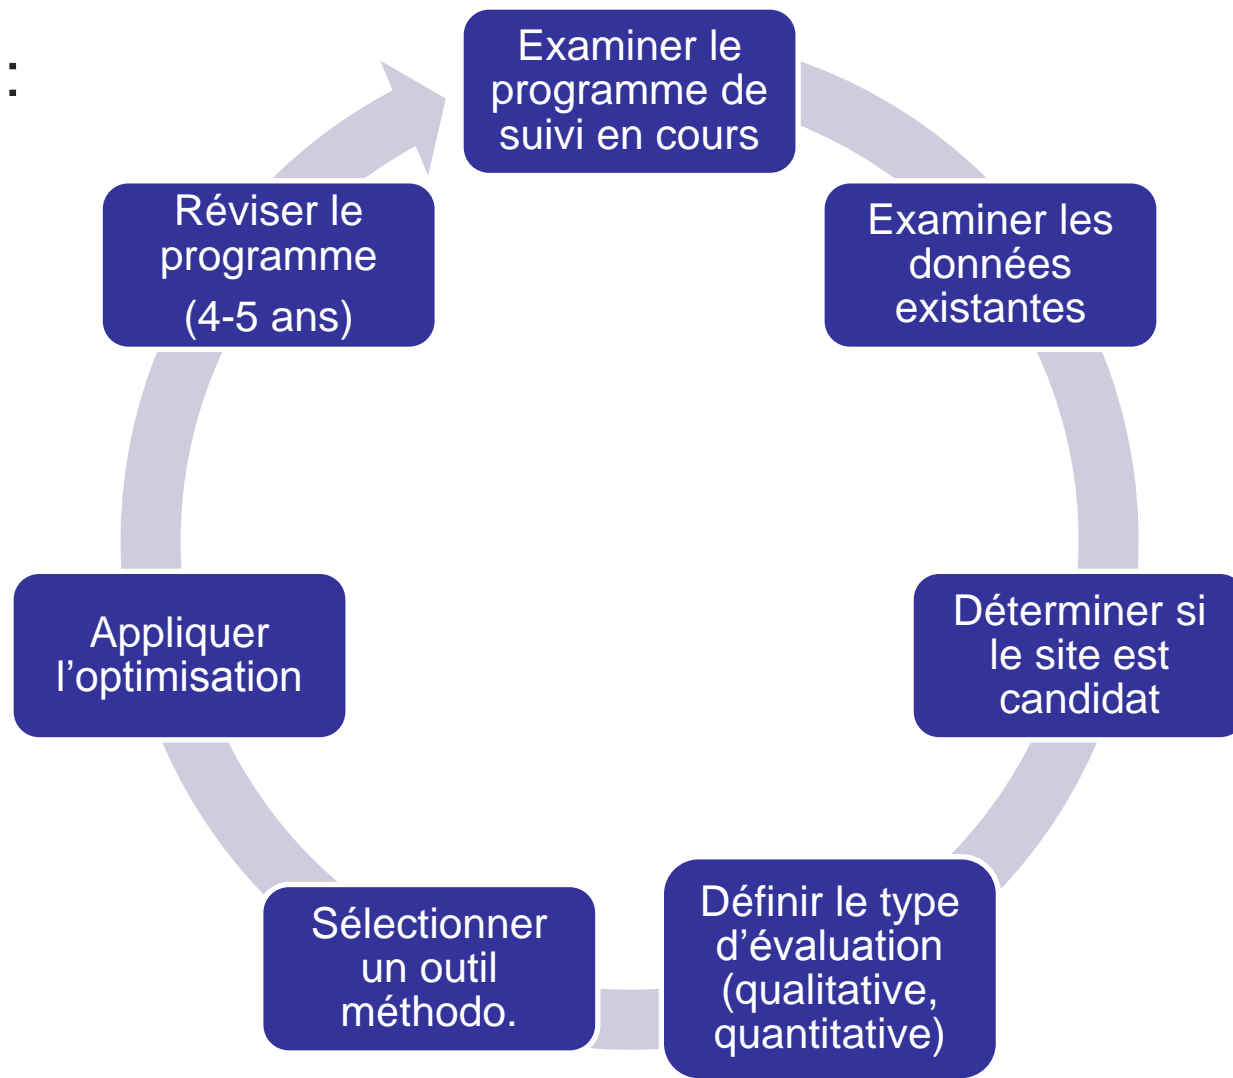 :
Examiner le
programme de
suivi en cours
Examiner les
données
existantes
Déterminer si
le site est
candidat
Définir le type
d’évaluation
(qualitative,
quantitative)
Sélectionner
un outil
méthodo.
Appliquer
l’optimisation
Réviser le
programme
(4-5 ans)